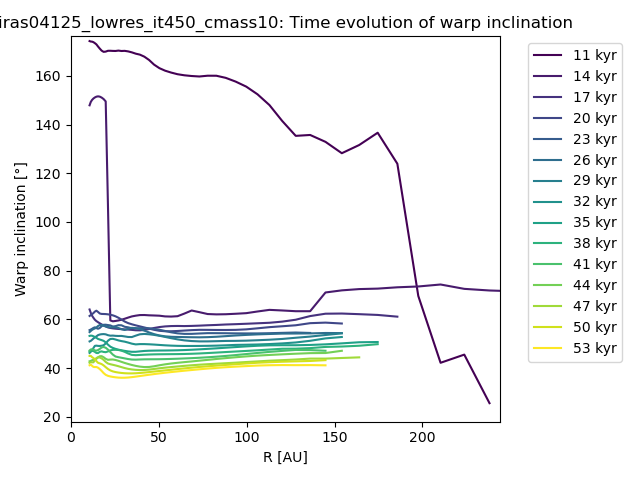 iras04125_lowres_it450_cmass10: Time evolution of warp inclination
Warp inclination [°]
160
140
120
100
80
60
40
20
0
50
100
150
200
R [AU]
11 kyr
14 kyr
17 kyr
20 kyr
23 kyr
26 kyr
29 kyr
32 kyr
35 kyr
38 kyr
41 kyr
44 kyr
47 kyr
50 kyr
53 kyr